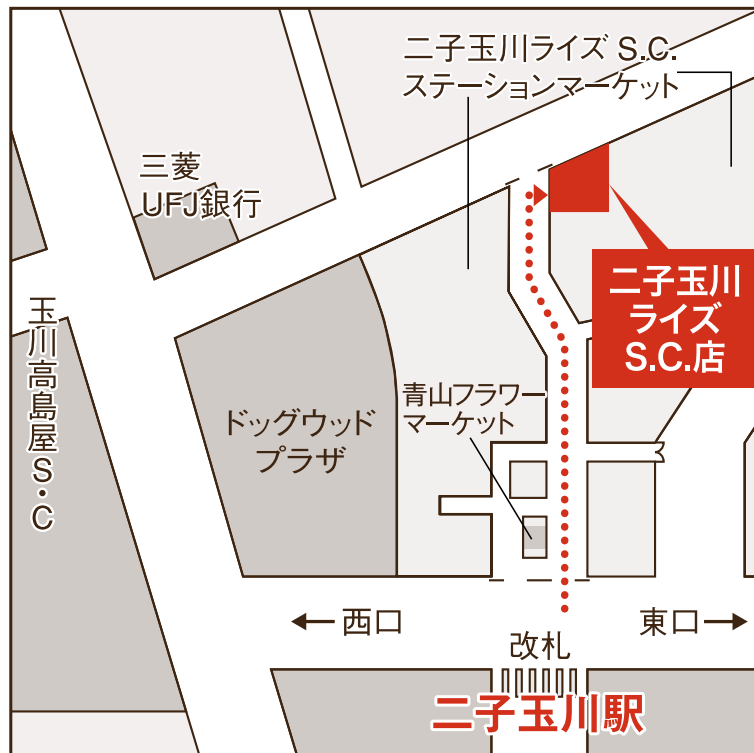 二子玉川ライズ S.C.
ステーションマーケット
三菱
UFJ銀行
二子玉川
ライズ
S.C.店
玉川高島屋S・C
青山フラワー
マーケット
ドッグウッド
プラザ
←西口
東口→
改札
二子玉川駅